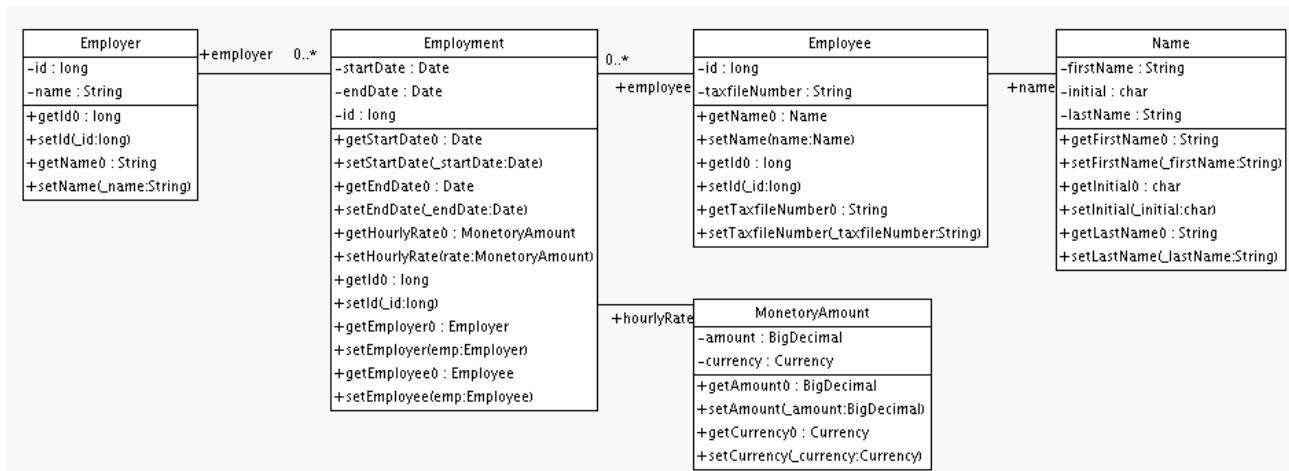 Employer
-id : long
-name : String
+getId() : long
+setId(_id:long)
+getName() : String
+setName(_name:String)
+employer
0..*
Employment
-startDate : Date
-endDate : Date
-id : long
+getStartDate() : Date
+setStartDate(_startDate:Date)
+getEndDate() : Date
+setEndDate(_endDate:Date)
+getHourlyRate() : MonetoryAmount
+setHourlyRate(rate:MonetoryAmount)
+getId() : long
+setId(_id:long)
+getEmployer() : Employer
+setEmployer(emp:Employer)
+getEmployee() : Employee
+setEmployee(emp:Employee)
0..*
+employee
Employee
-id : long
-taxfileNumber : String
+getName() : Name
+setName(name:Name)
+getId() : long
+setId(_id:long)
+getTaxfileNumber() : String
+setTaxfileNumber(_taxfileNumber:String)
+name
Name
-firstName : String
-initial : char
-lastName : String
+getFirstName() : String
+setFirstName(_firstName:String)
+getInitial() : char
+setInitial(_initial:char)
+getLastName() : String
+setLastName(_lastName:String)
+hourlyRate
MonetoryAmount
-amount : BigDecimal
-currency : Currency
+getAmount() : BigDecimal
+setAmount(_amount:BigDecimal)
+getCurrency() : Currency
+setCurrency(_currency:Currency)